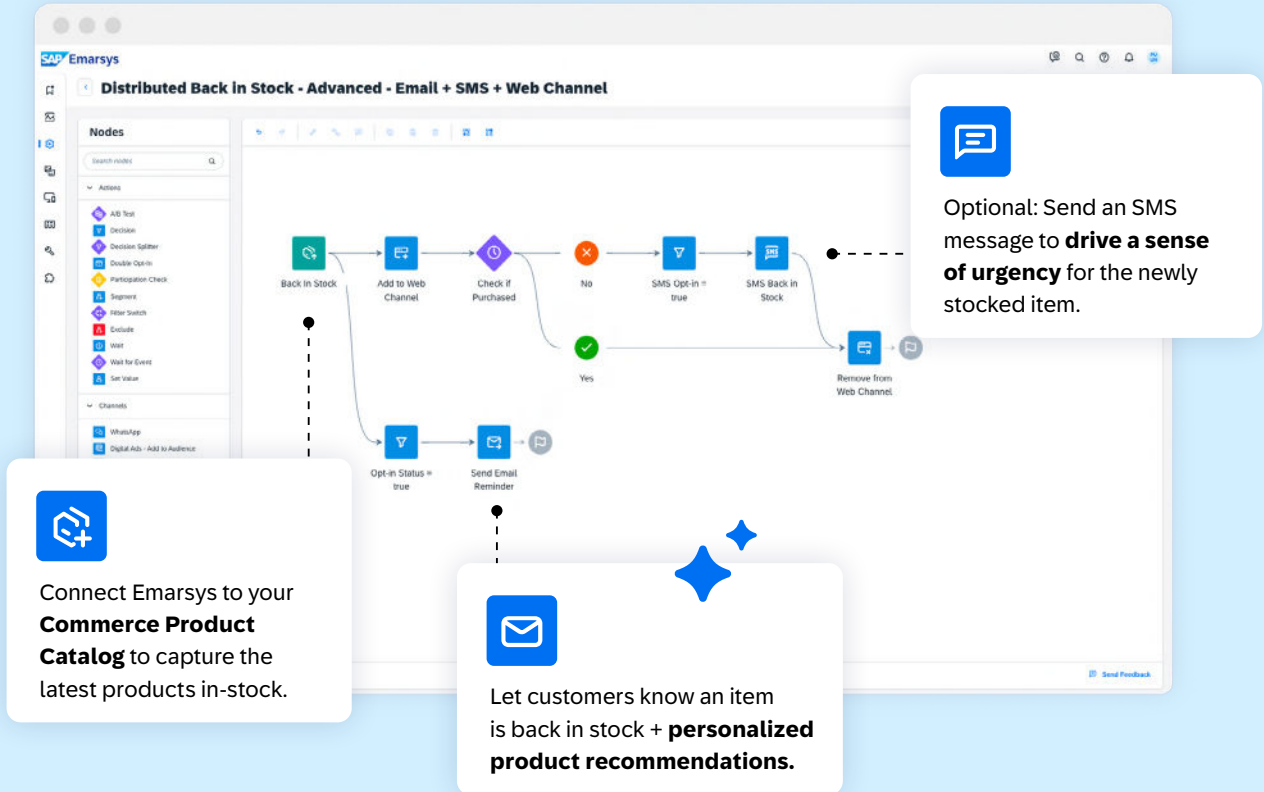 SAP Emarsys
Distributed Back in Stock - Advanced - Email + SMS + Web Channel
Nodes
Search nodes
Actions
A/B Test
Decision
Decision Splitter
Double Opt-In
Participation Check
Segment
Filter Switch
Exclude
Wait
Wait for Event
Set Value
Channels
WhatsApp
Digital Ads - Add to Audience
Back In Stock
Add to Web
Channel
Check if
Purchased
No
SMS Opt-in =
true
SMS
SMS Back in
Stock
Yes
Remove from
Web Channel
Opt-in Status =
true
Send Email
Reminder
Optional: Send an SMS
message to drive a sense
of urgency for the newly
stocked item.
Connect Emarsys to your
Commerce Product
Catalog to capture the
latest products in-stock.
Let customers know an item
is back in stock + personalized
product recommendations.
Send Feedback